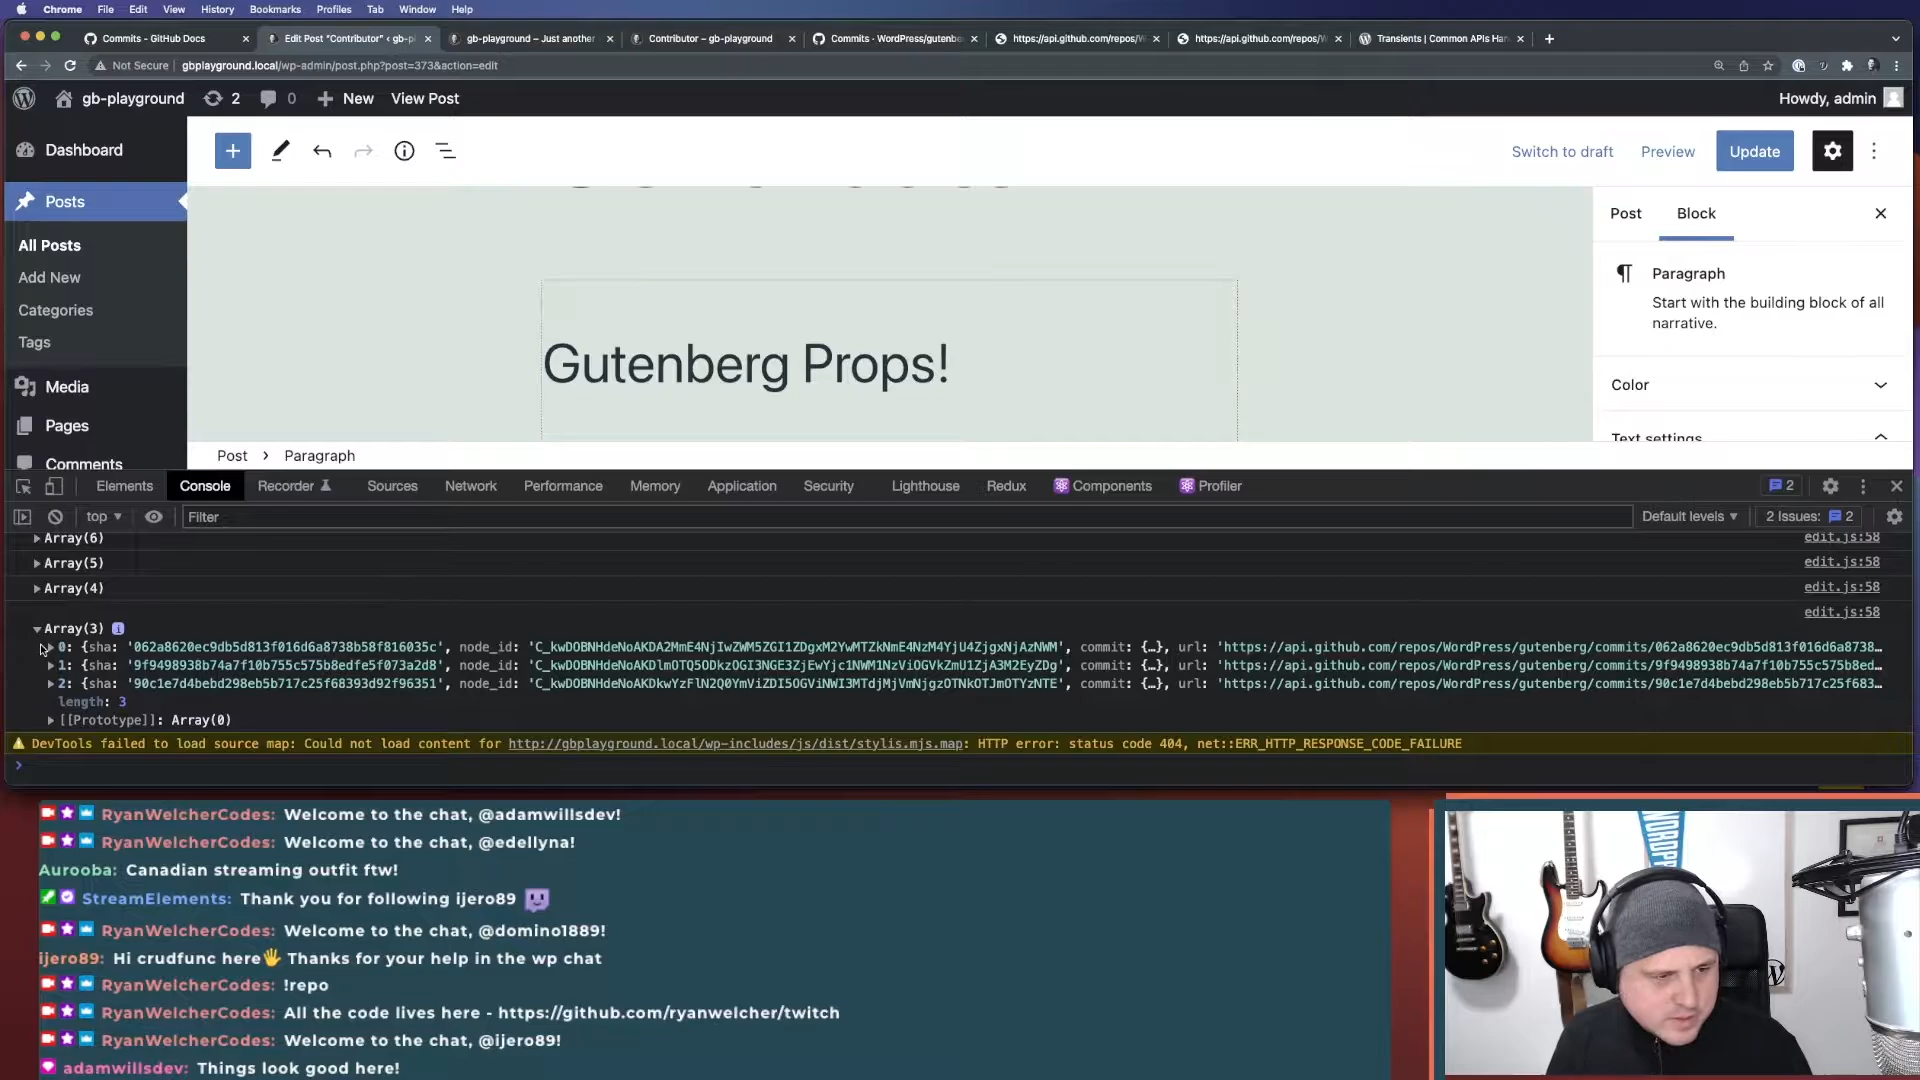 Chrome File Edit View History Bookmarks Profiles Tab Window Help
Commits - GitHub Docs × Edit Post "Contributor" ‹ gb-pl × gb-playground – Just another × Contributor – gb-playground × Commits · WordPress/gutenbe × https://api.github.com/repos/W × https://api.github.com/repos/W × Transients | Common APIs Han × +
Not Secure | gbplayground.local/wp-admin/post.php?post=373&action=edit
gb-playground 2 0 + New View Post Howdy, admin
Dashboard
Posts
All Posts
Add New
Categories
Tags
Media
Pages
Comments
Switch to draft Preview Update
Gutenberg Props!
Post Block
Paragraph
Start with the building block of all
narrative.
Color
Text settings
Post › Paragraph
Elements Console Recorder Sources Network Performance Memory Application Security Lighthouse Redux Components Profiler 2
top Filter Default levels 2 Issues: 2
Array(6) edit.js:58
Array(5) edit.js:58
Array(4) edit.js:58
edit.js:58
Array(3) i
0: {sha: '062a8620ec9db5d813f016d6a8738b58f816035c', node_id: commit: {…}, url: 'https://api.github.com/repos/WordPress/gutenberg/commits/062a8620ec9db5d813f016d6a8738…
1: {sha: '9f9498938b74a7f10b755c575b8edfe5f073a2d8', node_id: commit: {…}, url: 'https://api.github.com/repos/WordPress/gutenberg/commits/9f9498938b74a7f10b755c575b8ed…
2: {sha: '90c1e7d4bebd298eb5b717c25f68393d92f96351', node_id: commit: {…}, url: 'https://api.github.com/repos/WordPress/gutenberg/commits/90c1e7d4bebd298eb5b717c25f683…
length: 3
[[Prototype]]: Array(0)
DevTools failed to load source map: Could not load content for http://gbplayground.local/wp-includes/js/dist/stylis.mjs.map: HTTP error: status code 404, net::ERR_HTTP_RESPONSE_CODE_FAILURE
RyanWelcherCodes: Welcome to the chat, @adamwillsdev!
RyanWelcherCodes: Welcome to the chat, @edellyna!
Aurooba: Canadian streaming outfit ftw!
StreamElements: Thank you for following ijero89
RyanWelcherCodes: Welcome to the chat, @domino1889!
ijero89: Hi crudfunc here🖐 Thanks for your help in the wp chat
RyanWelcherCodes: !repo
RyanWelcherCodes: All the code lives here - https://github.com/ryanwelcher/twitch
RyanWelcherCodes: Welcome to the chat, @ijero89!
adamwillsdev: Things look good here!